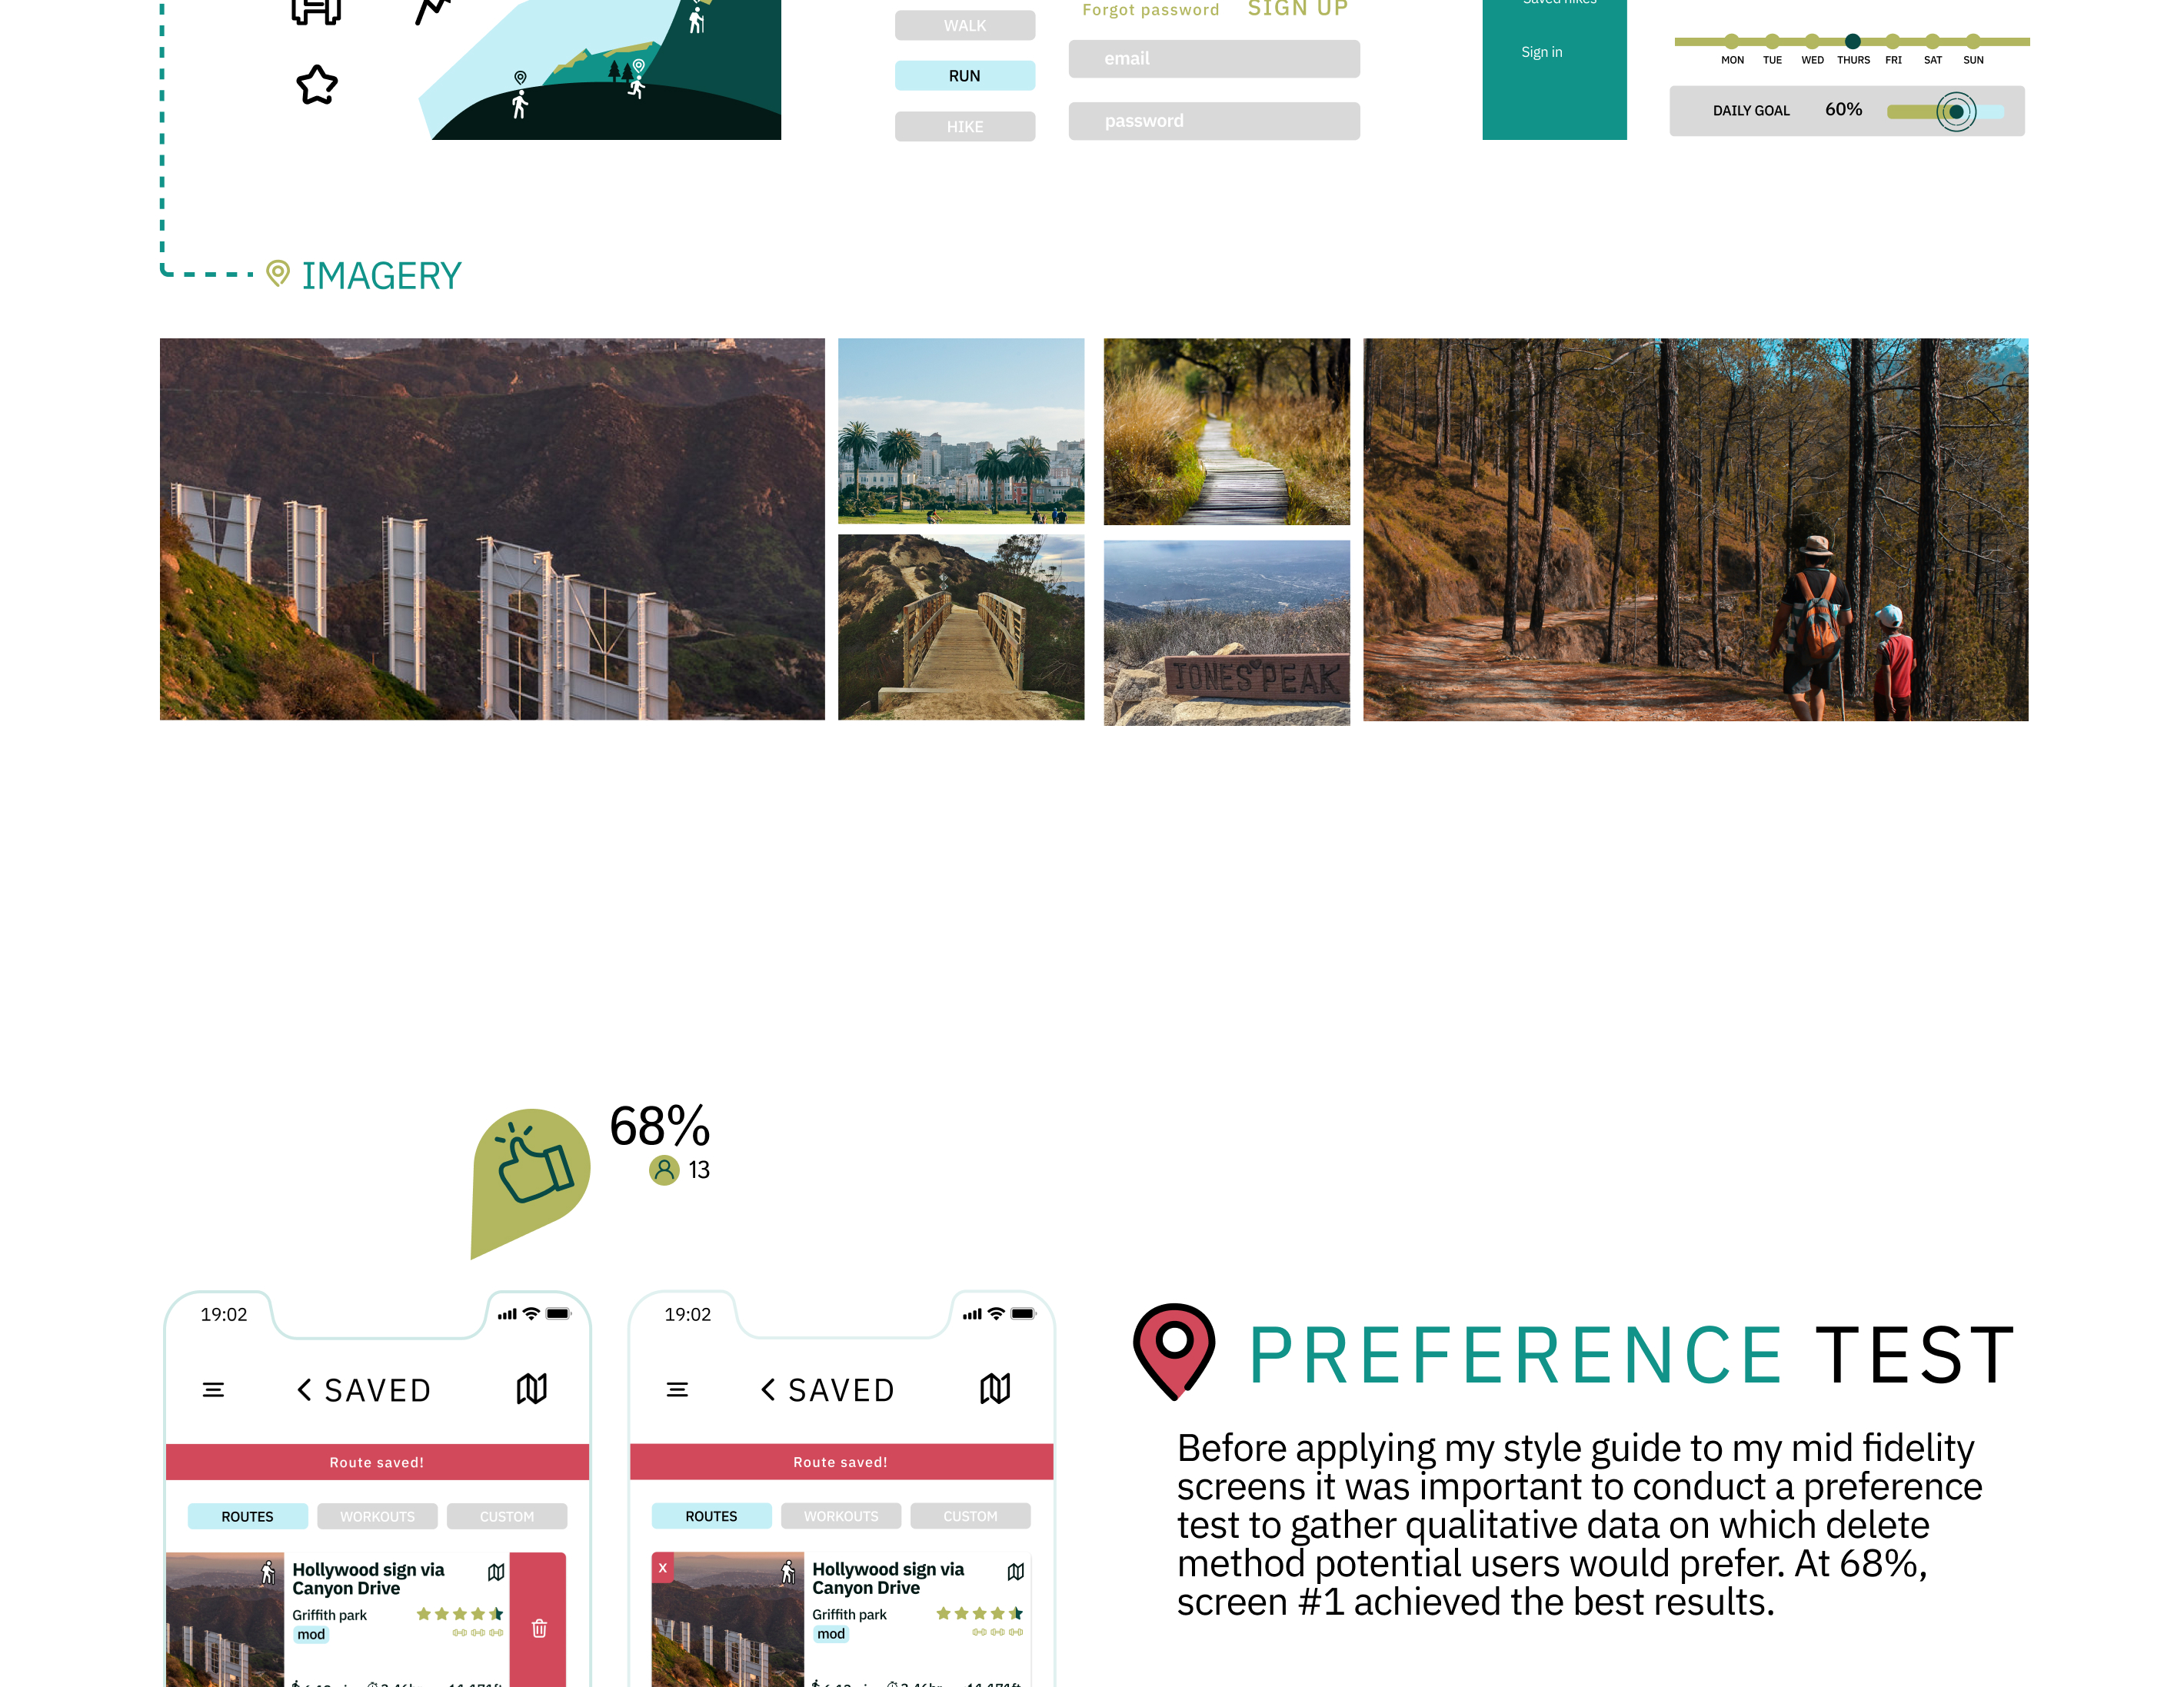 WALK
RUN
HIKE
Forgot password
SIGN UP
email
password
Saved hikes
Sign in
MON TUE WED THURS FRI SAT SUN
DAILY GOAL 60%
IMAGERY
JONES PEAK
68%
13
19:02
SAVED
Route saved!
ROUTES WORKOUTS CUSTOM
Hollywood sign via
Canyon Drive
Griffith park
mod
19:02
SAVED
Route saved!
ROUTES WORKOUTS CUSTOM
X
Hollywood sign via
Canyon Drive
Griffith park
mod
PREFERENCE TEST
Before applying my style guide to my mid fidelity
screens it was important to conduct a preference
test to gather qualitative data on which delete
method potential users would prefer. At 68%,
screen #1 achieved the best results.